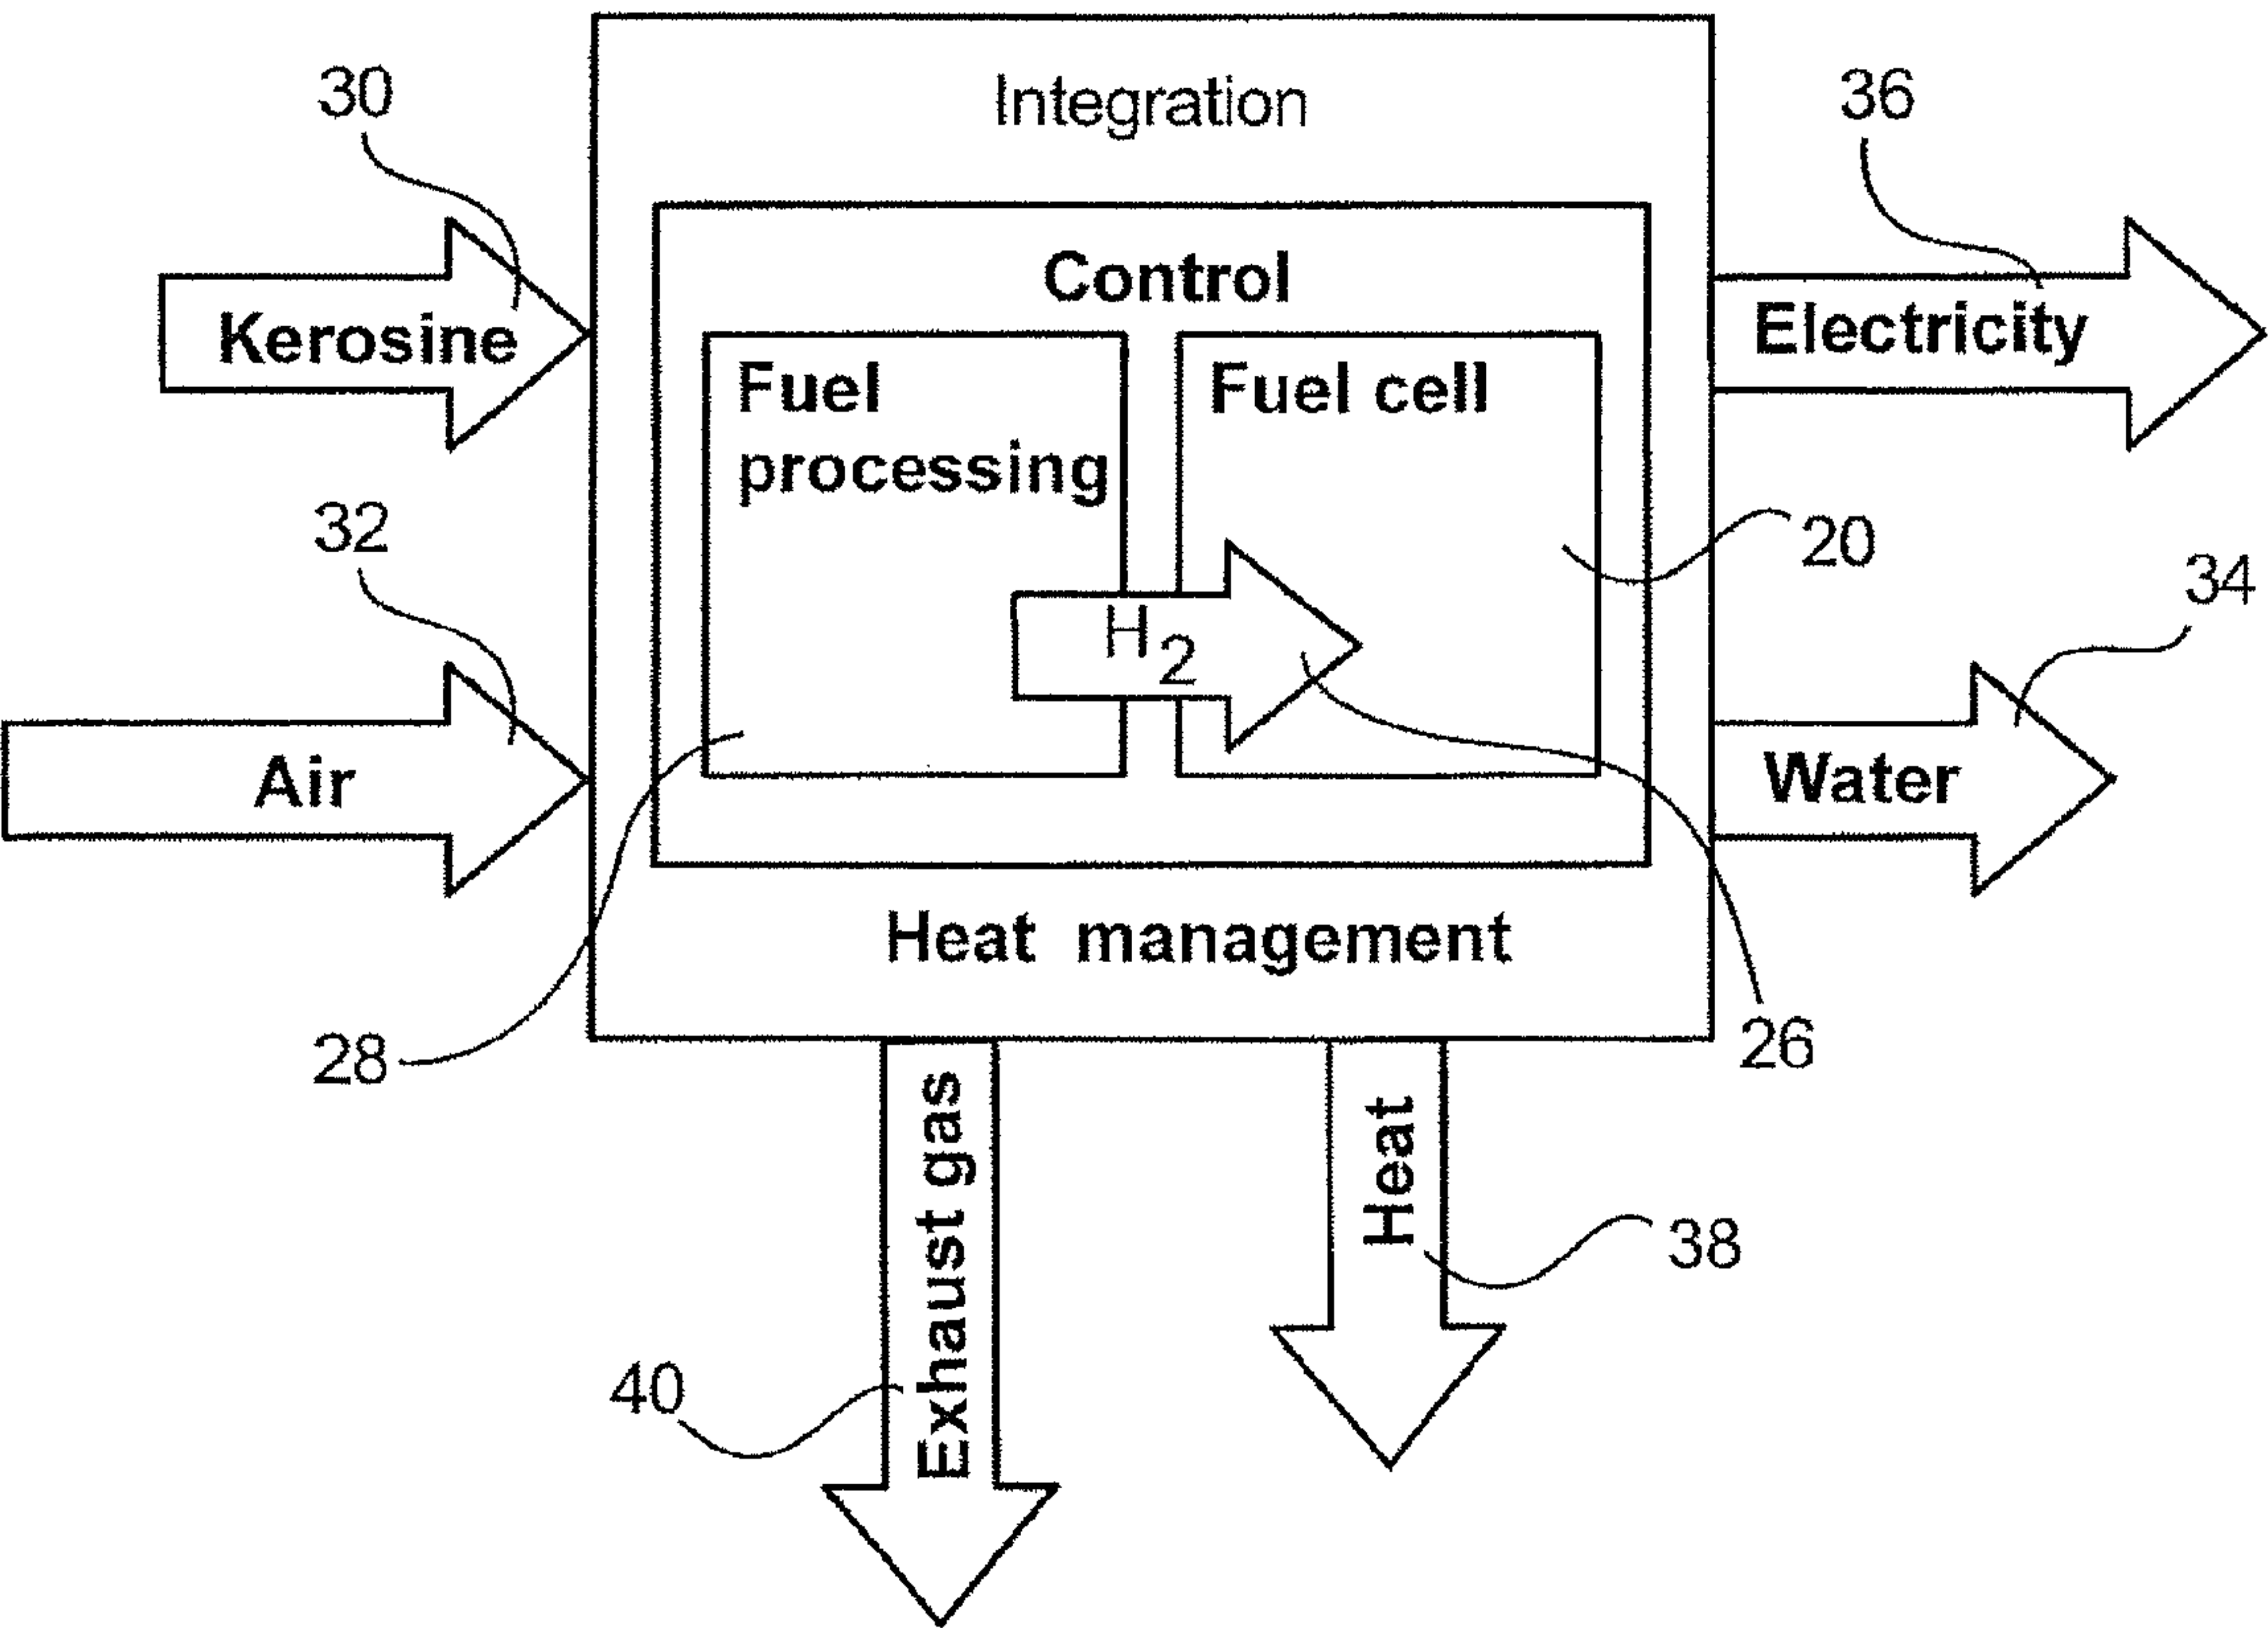 Integration
30
36
Control
Kerosine
Electricity
Fuel
processing
Fuel cell
32
20
34
H2
Air
Water
Heat management
28
26
Exhaust gas
Heat
38
40